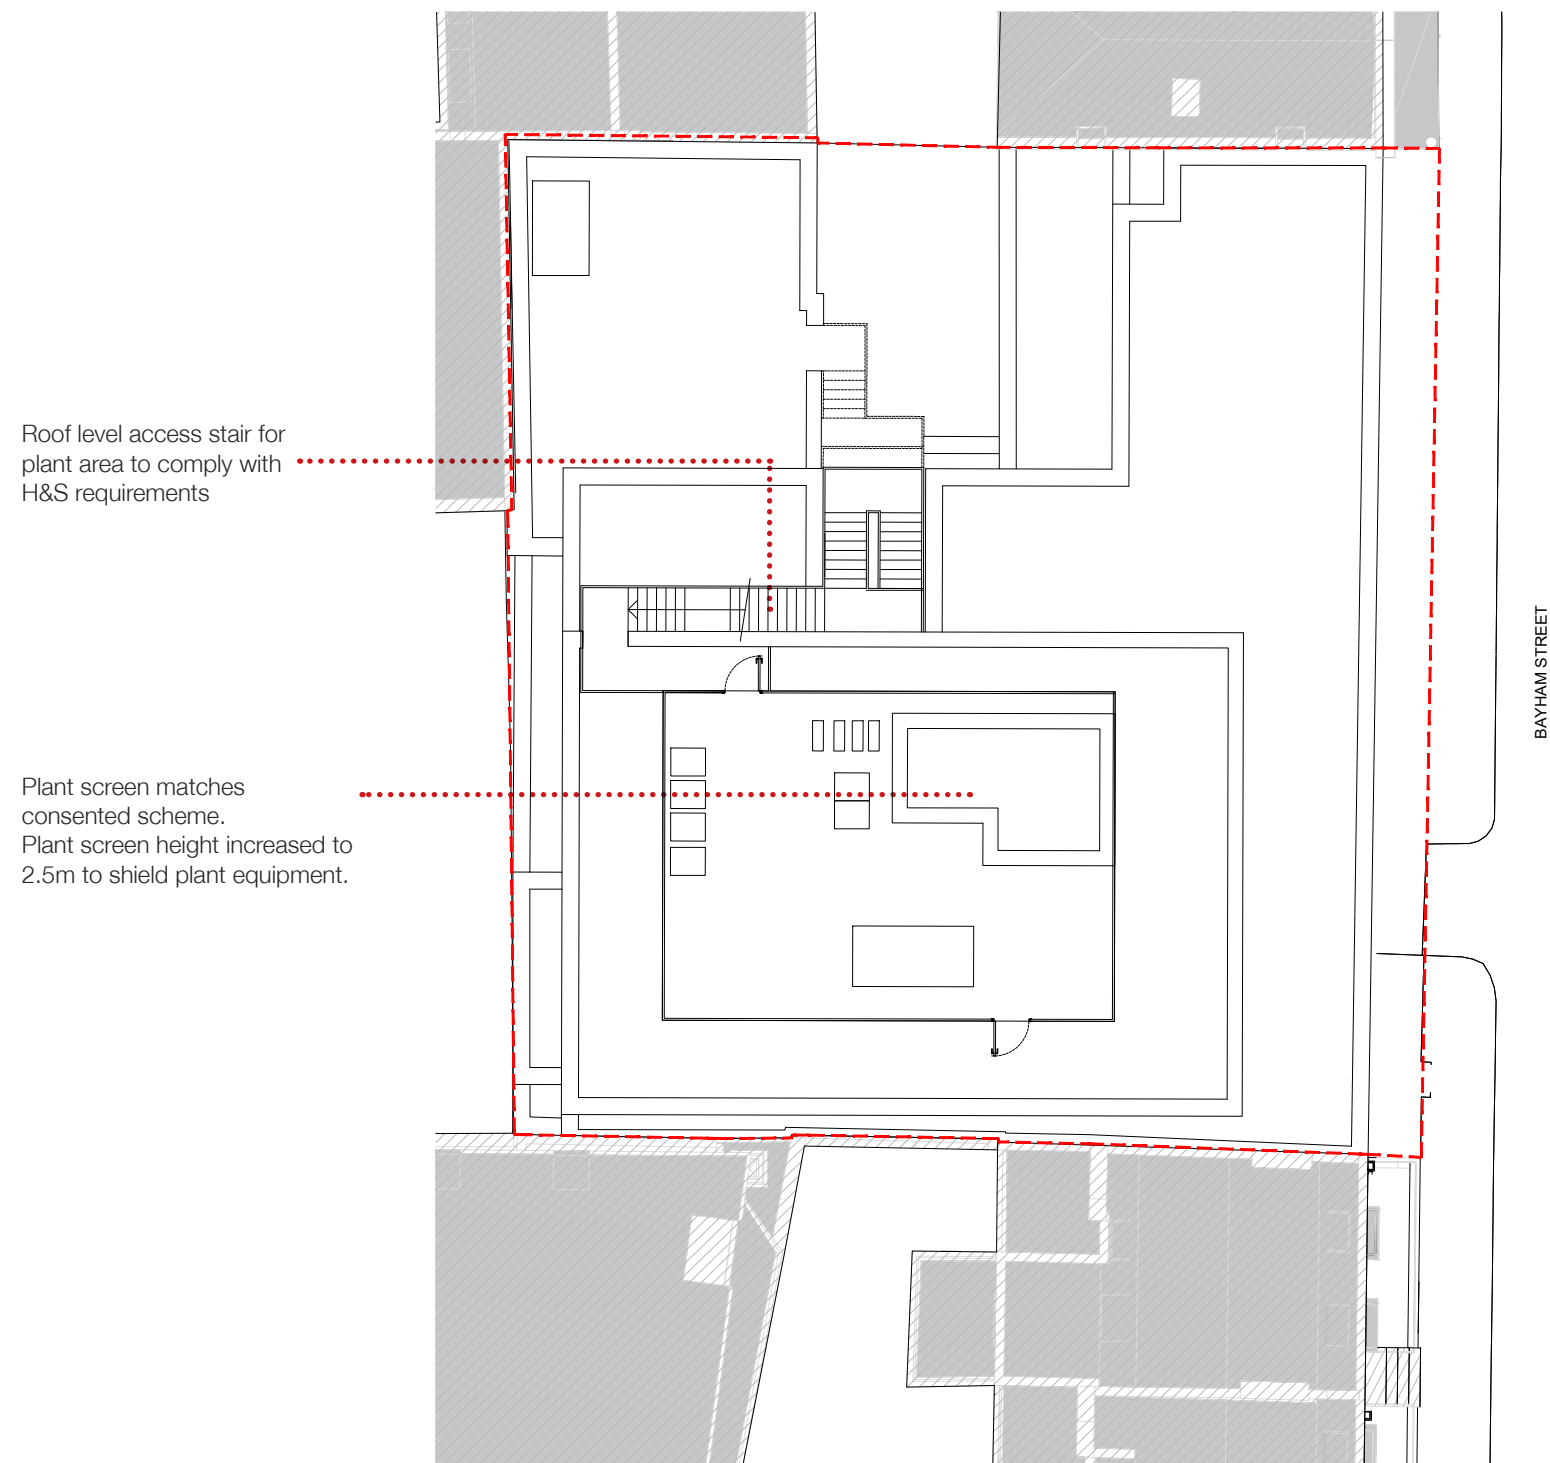 Roof level access stair for
plant area to comply with
H&S requirements
Plant screen matches
consented scheme.
Plant screen height increased to
2.5m to shield plant equipment.
BAYHAM STREET